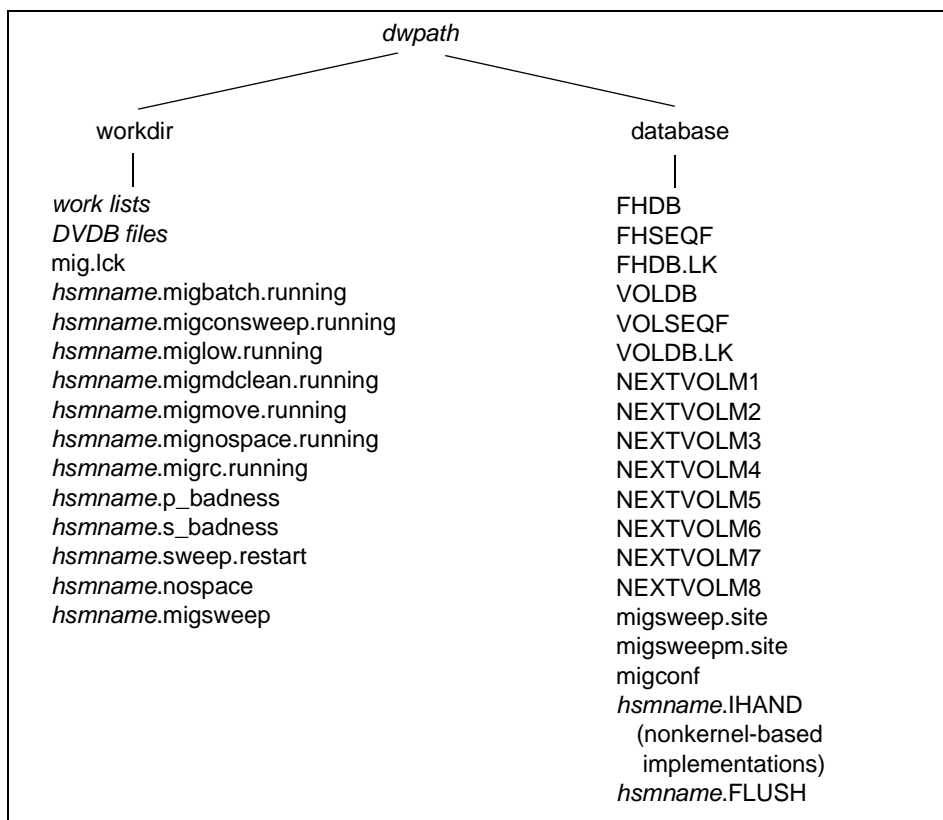 dwpath
workdir
work lists
DVDB files
mig.lck
hsmname.migbatch.running
hsmname.migconsweep.running
hsmname.miglow.running
hsmname.migmdclean.running
hsmname.migmove.running
hsmname.mignospace.running
hsmname.migrc.running
hsmname.p_badness
hsmname.s_badness
hsmname.sweep.restart
hsmname.nospace
hsmname.migsweep
database
FHDB
FHSEQF
FHDB.LK
VOLDB
VOLSEQF
VOLDB.LK
NEXTVOLM1
NEXTVOLM2
NEXTVOLM3
NEXTVOLM4
NEXTVOLM5
NEXTVOLM6
NEXTVOLM7
NEXTVOLM8
migsweep.site
migsweepm.site
migconf
hsmname.IHAND
(nonkernel-based
implementations)
hsmname.FLUSH